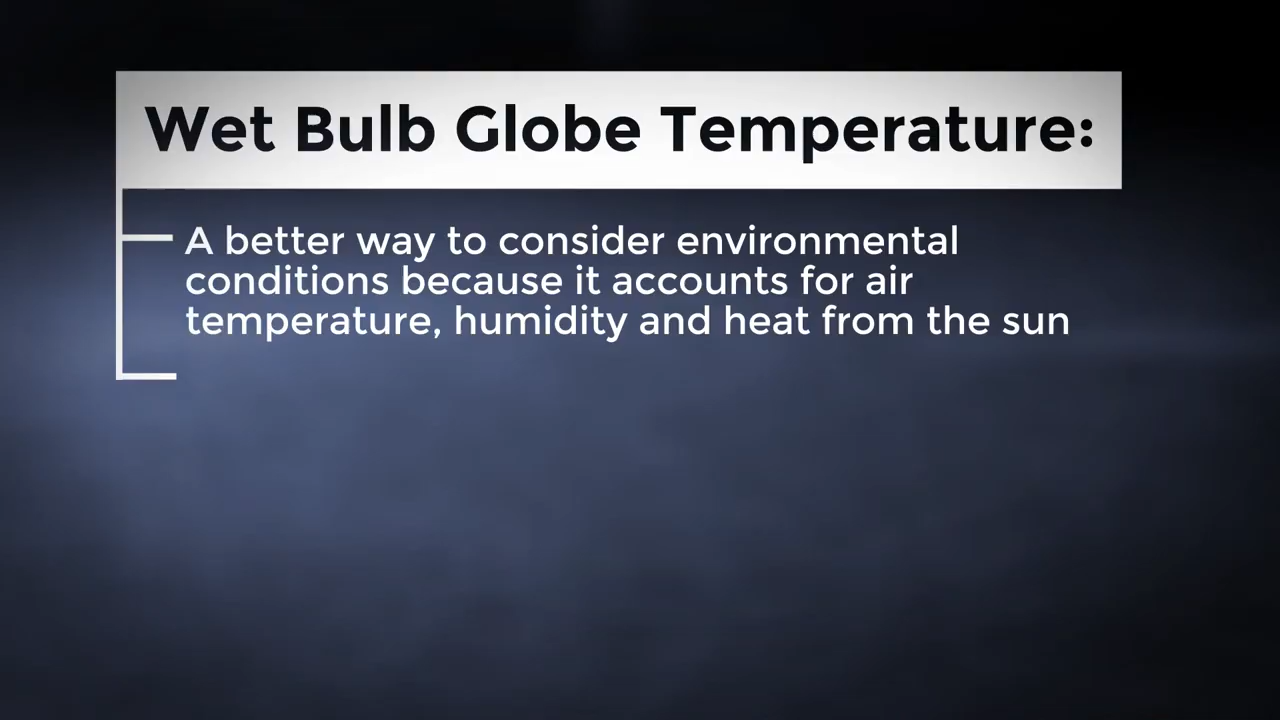 Wet Bulb Globe Temperature:
A better way to consider environmental
conditions because it accounts for air
temperature, humidity and heat from the sun